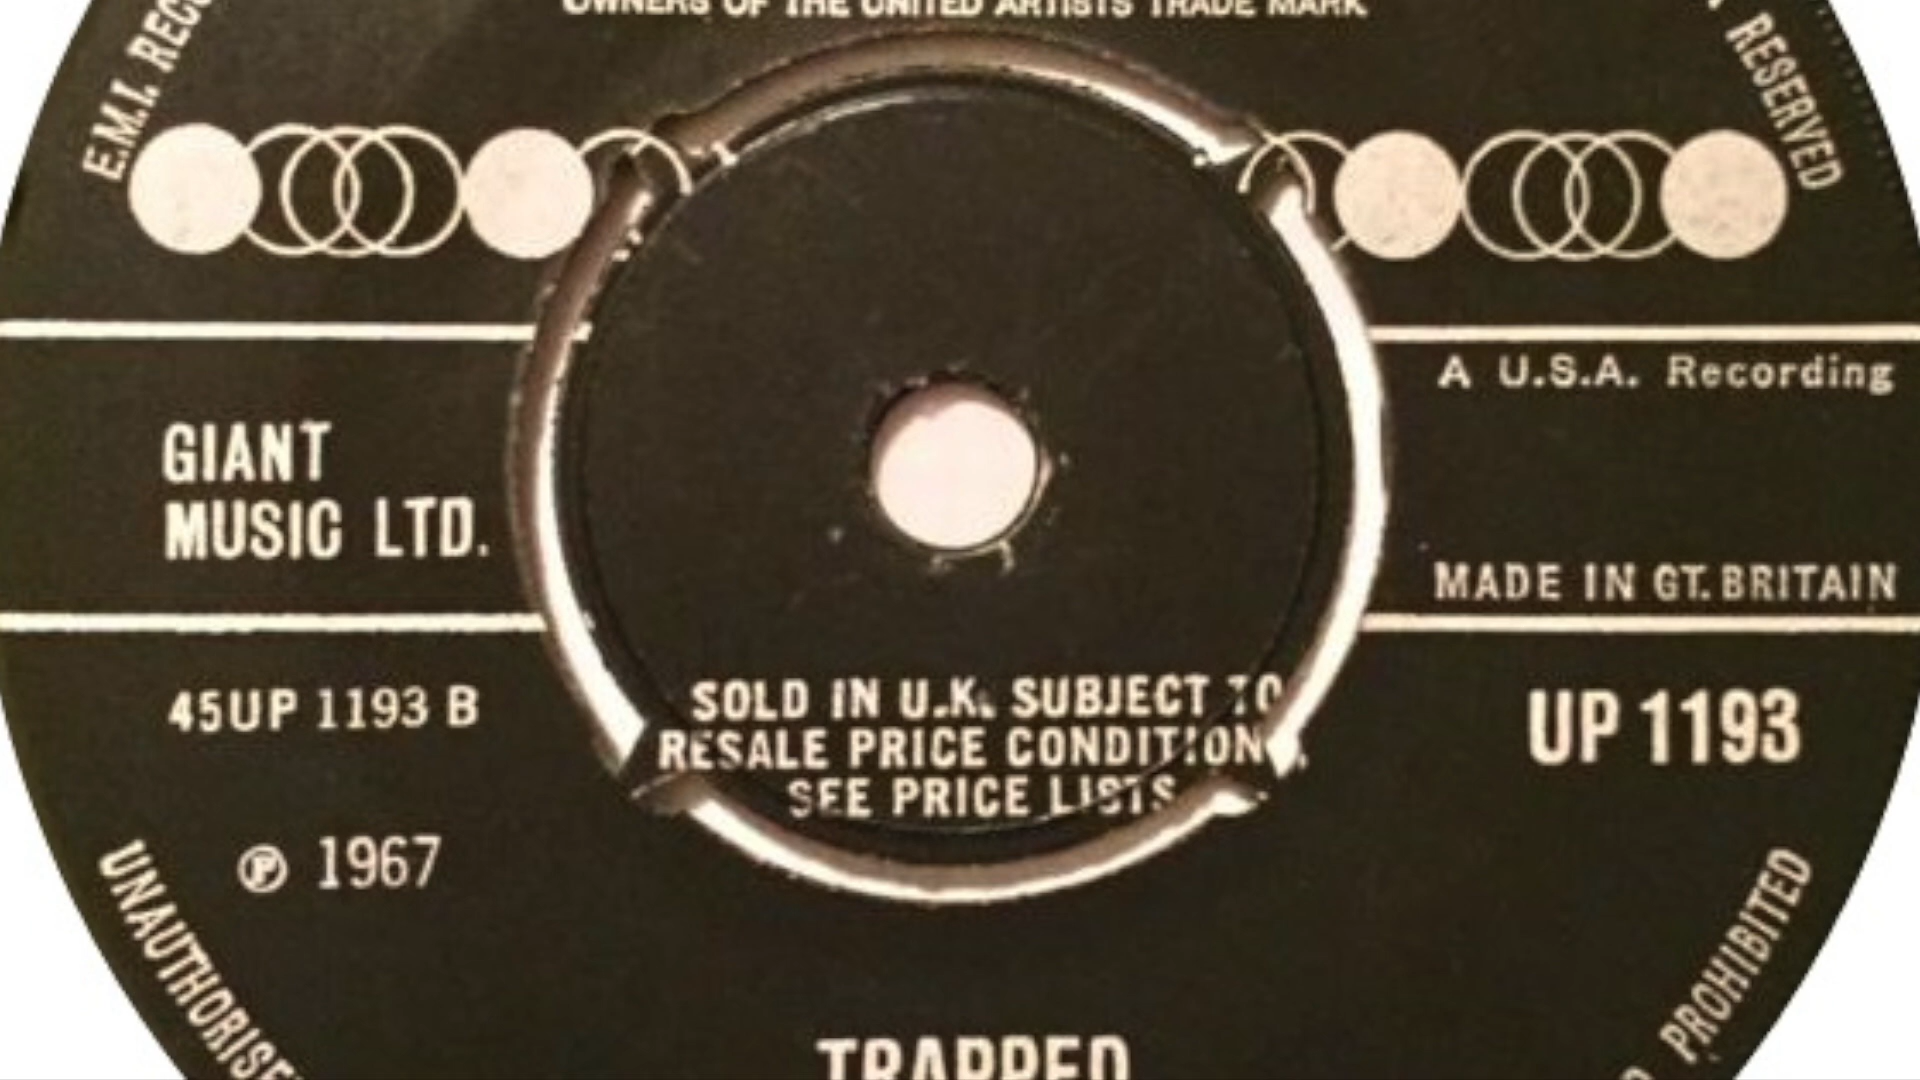 OWNERS OF THE UNITED ARTISTS TRADE MARK
E.M.I.
RESERVED
A U.S.A. Recording
GIANT
MUSIC LTD.
MADE IN GT. BRITAIN
SOLD IN U.K. SUBJECT TO
RESALE PRICE CONDITION
SEE PRICE LISTS
45UP 1193 B
UP 1193
℗ 1967
PROHIBITED
TRAPPED